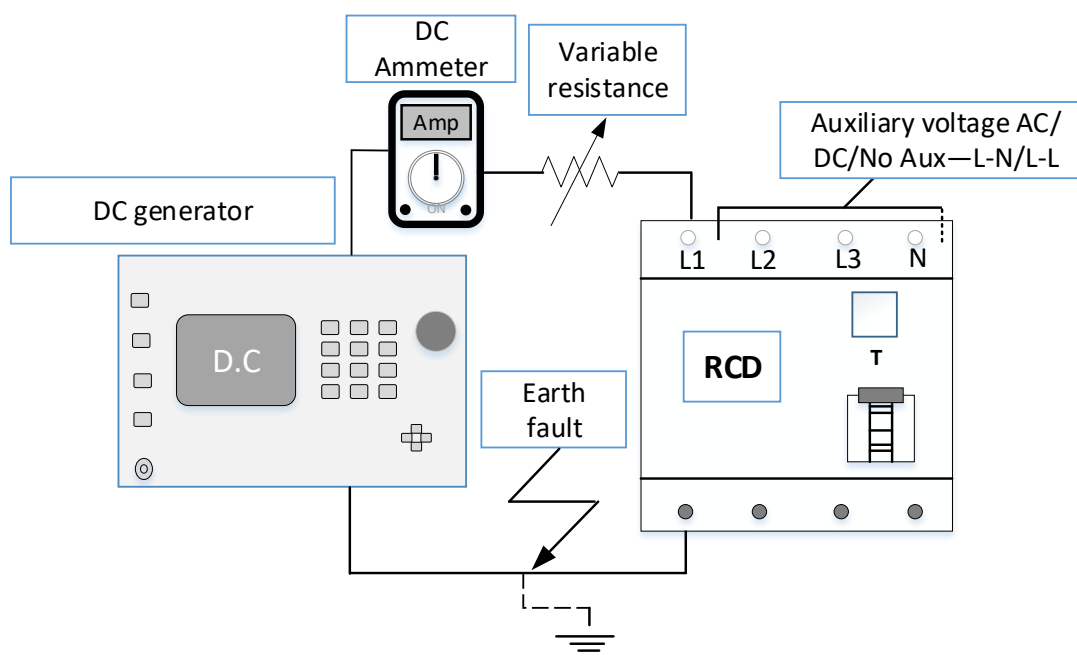 DC
Ammeter
Variable
resistance
Amp
ON
Auxiliary voltage AC/
DC/No Aux—L-N/L-L
DC generator
L1 L2 L3 N
D.C
RCD
T
Earth
fault